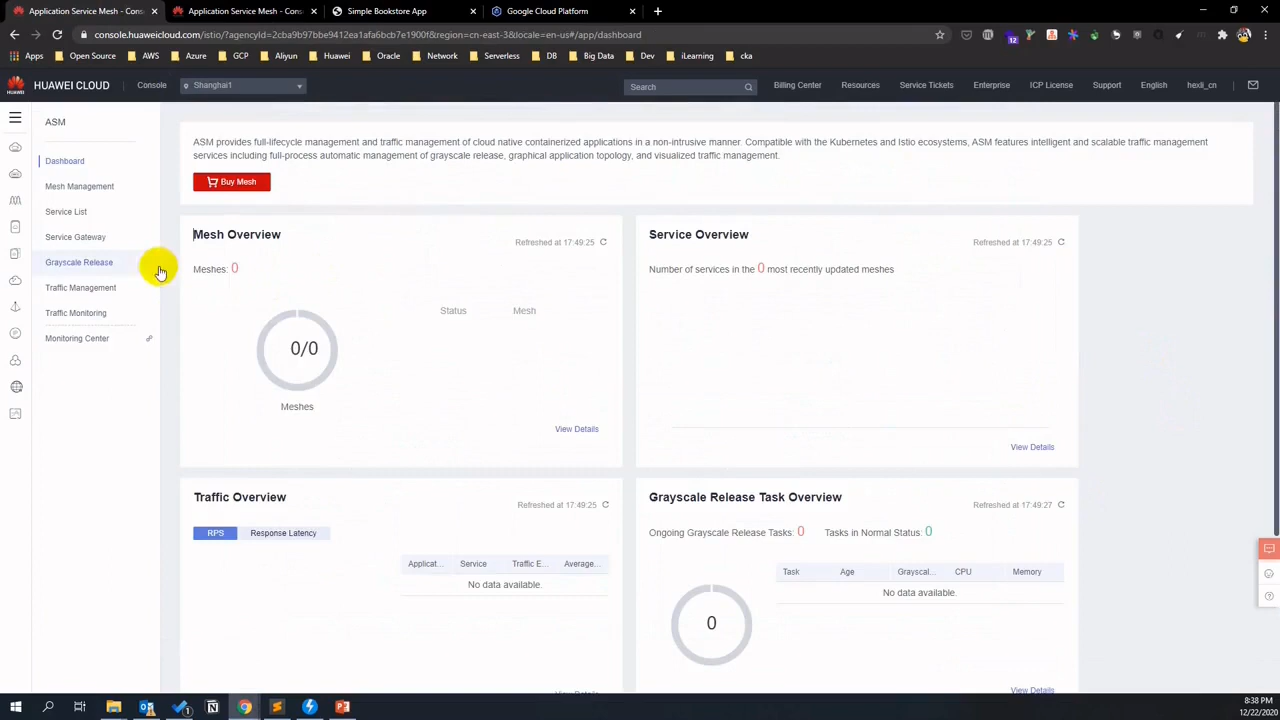 Application Service Mesh - Cons
Application Service Mesh - Cons
Simple Bookstore App
Google Cloud Platform
console.huaweicloud.com/istio/?agencyId=2cba9b97bbe9412ea1afa6bcb7e1900f&region=cn-east-3&locale=en-us#/app/dashboard
12
Apps
Open Source
AWS
Azure
GCP
Aliyun
Huawei
Oracle
Network
Servless
DB
Big Data
Dev
iLearning
cka
HUAWEI CLOUD
Console
Shanghai1
Search
Billing Center
Resources
Service Tickets
Enterprise
ICP License
Support
English
hexli_cn
ASM
Dashboard
Mesh Management
Service List
Service Gateway
Grayscale Release
Traffic Management
Traffic Monitoring
Monitoring Center
ASM provides full-lifecycle management and traffic management of cloud native containerized applications in a non-intrusive manner. Compatible with the Kubernetes and Istio ecosystems, ASM features intelligent and scalable traffic management
services including full-process automatic management of grayscale release, graphical application topology, and visualized traffic management.
Buy Mesh
Mesh Overview
Refreshed at 17:49:25
Meshes: 0
Status
Mesh
0/0
Meshes
View Details
Service Overview
Refreshed at 17:49:25
Number of services in the 0 most recently updated meshes
View Details
Traffic Overview
Refreshed at 17:49:25
RPS
Response Latency
Applicat...
Service
Traffic E...
Average...
No data available.
View Details
Grayscale Release Task Overview
Refreshed at 17:49:27
Ongoing Grayscale Release Tasks: 0
Tasks in Normal Status: 0
Task
Age
Grayscal...
CPU
Memory
No data available.
0
View Details
8:38 PM
12/22/2020